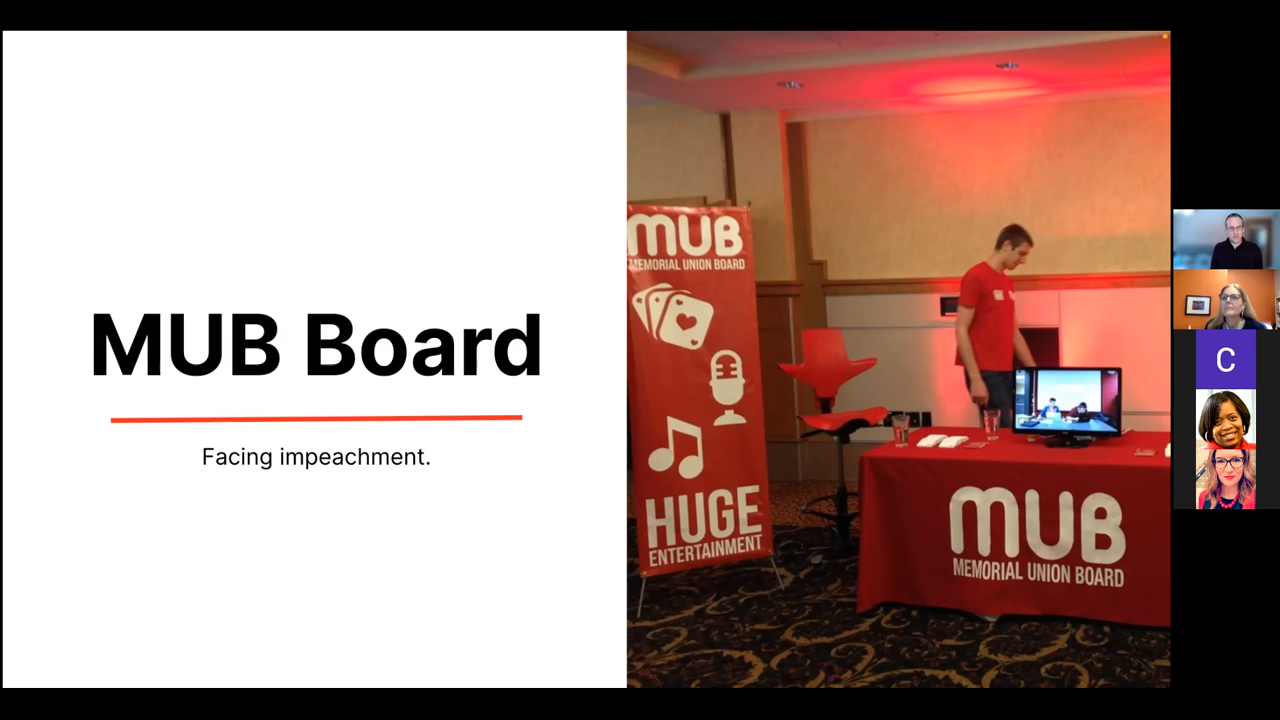 MUB Board
Facing impeachment.
MUB
MEMORIAL UNION BOARD
HUGE
ENTERTAINMENT
MUB
MEMORIAL UNION BOARD
C